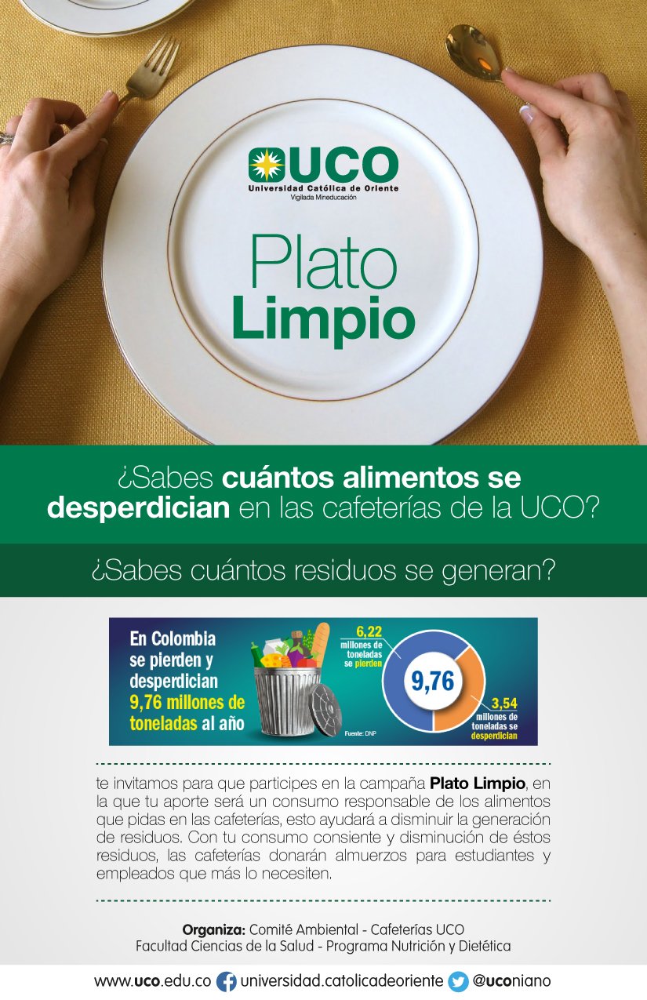 UCO
Universidad Católica de Oriente
Vigilada Mineducación
Plato
Limpio
¿Sabes cuántos alimentos se
desperdician en las cafeterías de la UCO?
¿Sabes cuántos residuos se generan?
En Colombia
se pierden y
desperdician
9,76 millones de
toneladas al año
6,22
millones de
toneladas
se pierden
9,76
3,54
millones de
toneladas se
desperdician
Fuente: DNP
te invitamos para que participes en la campaña Plato Limpio, en
la que tu aporte será un consumo responsable de los alimentos
que pidas en las cafeterías, esto ayudará a disminuir la generación
de residuos. Con tu consumo consiente y disminución de éstos
residuos, las cafeterías donarán almuerzos para estudiantes y
empleados que más lo necesiten.
Organiza: Comité Ambiental - Cafeterías UCO
Facultad Ciencias de la Salud - Programa Nutrición y Dietética
www.uco.edu.co universidad.catolicadeoriente @uconiano